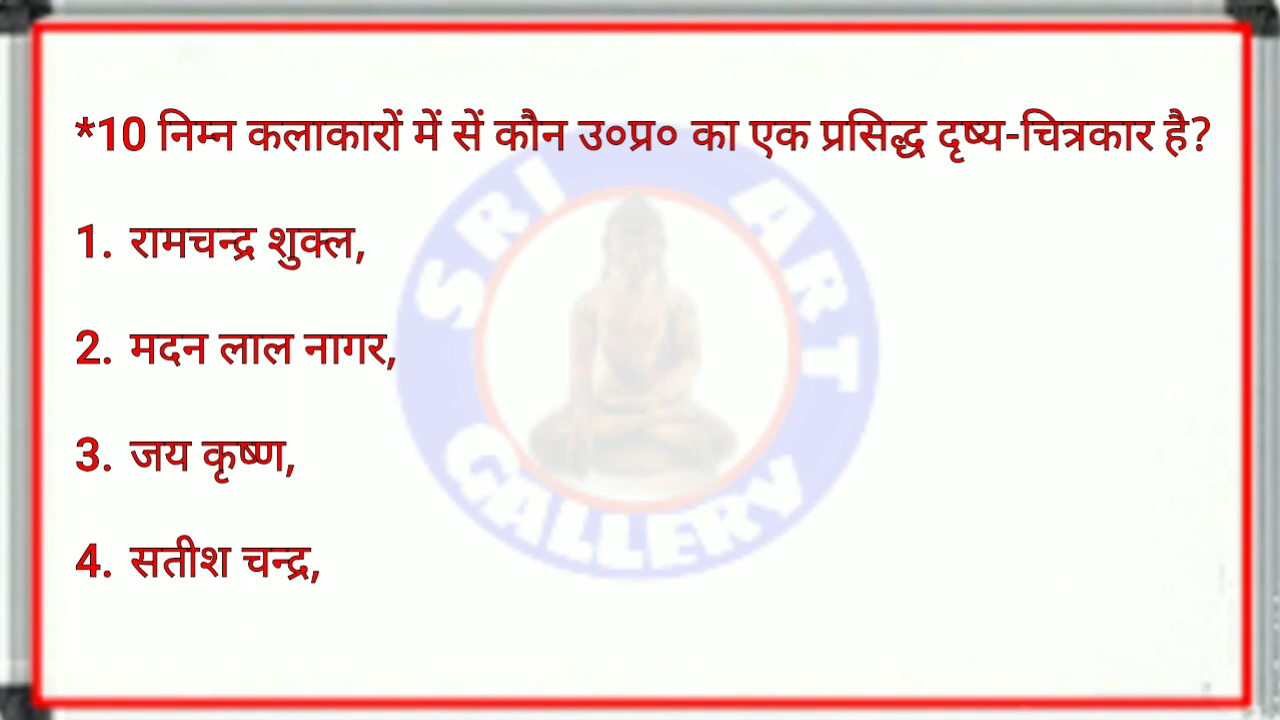 *10 निम्न कलाकारों में सें कौन उ०प्र० का एक प्रसिद्ध दृष्य-चित्रकार है?
1. रामचन्द्र शुक्ल,
2. मदन लाल नागर,
3. जय कृष्ण,
4. सतीश चन्द्र,
SRI ART GALLERY